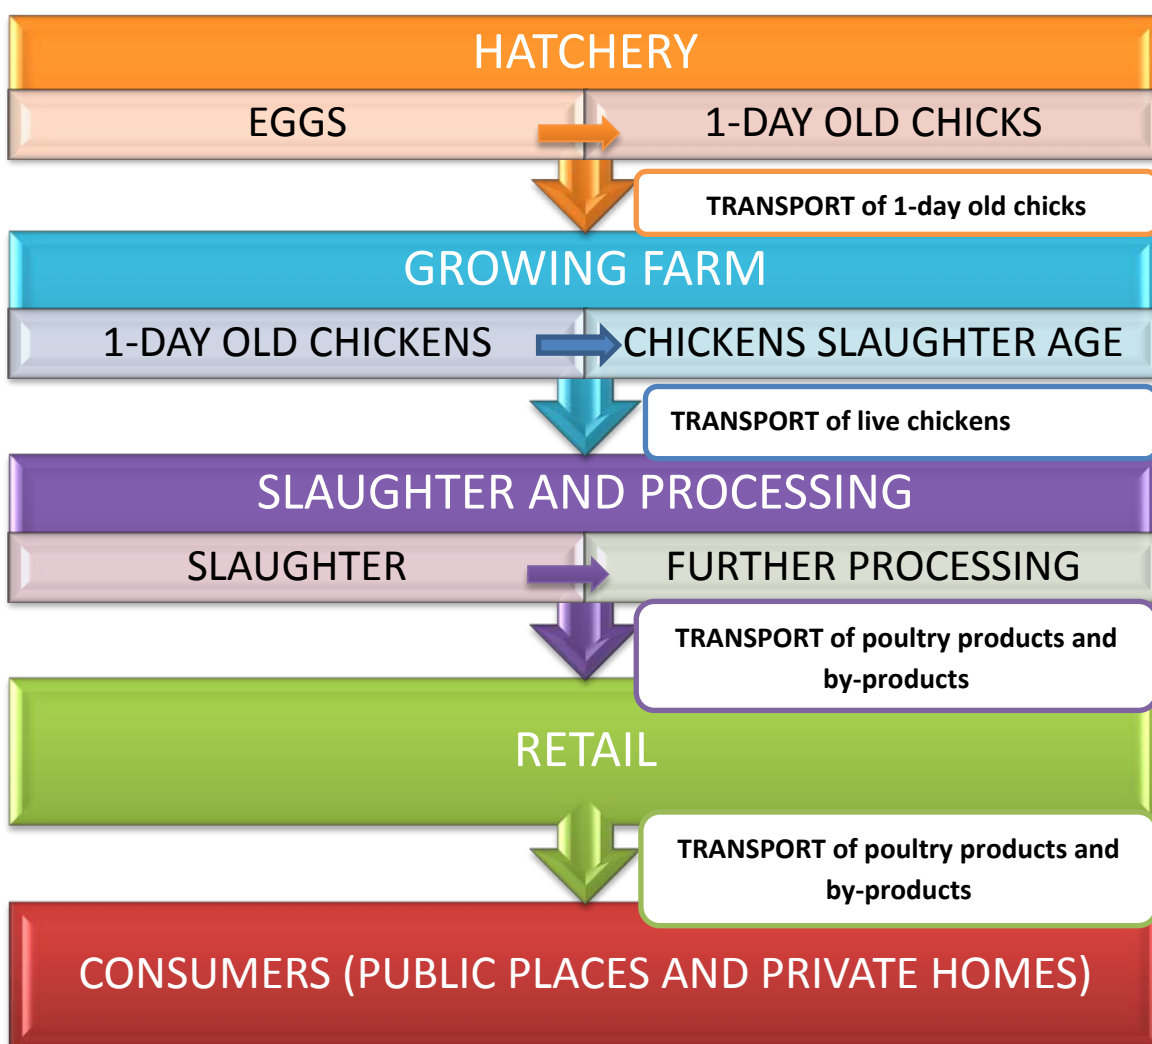 HATCHERY
EGGS
1-DAY OLD CHICKS
TRANSPORT of 1-day old chicks
GROWING FARM
1-DAY OLD CHICKENS
CHICKENS SLAUGHTER AGE
TRANSPORT of live chickens
SLAUGHTER AND PROCESSING
SLAUGHTER
FURTHER PROCESSING
TRANSPORT of poultry products and
by-products
RETAIL
TRANSPORT of poultry products and
by-products
CONSUMERS (PUBLIC PLACES AND PRIVATE HOMES)